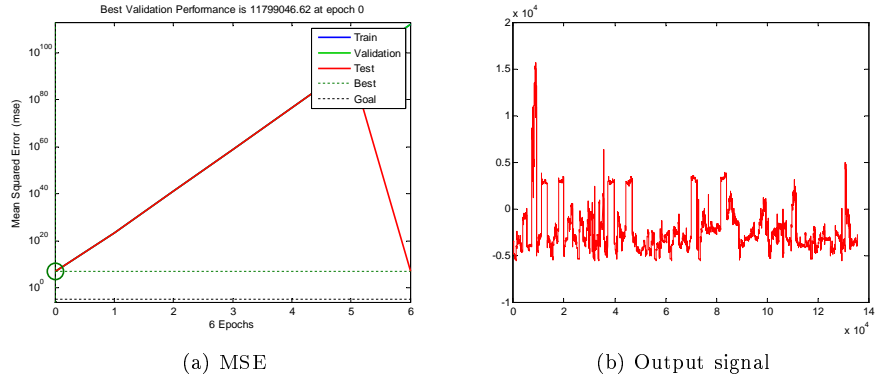 Best Validation Performance is 11799046.62 at epoch 0
Mean Squared Error (mse)
10^100
10^80
10^60
10^40
10^20
10^0
0 1 2 3 4 5 6
6 Epochs
Train
Validation
Test
Best
Goal
(a) MSE
x 10^4
2
1.5
1
0.5
0
-0.5
-1
0 2 4 6 8 10 12 14
x 10^4
(b) Output signal